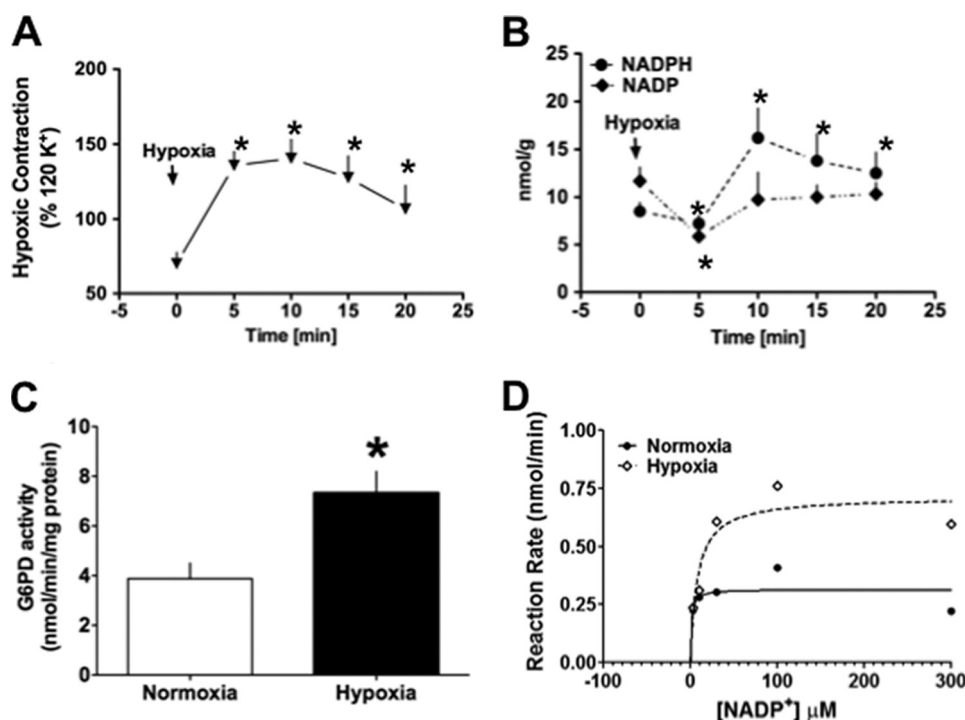 A
Hypoxic Contraction
(% 120 K⁺)
200
150
100
50
Hypoxia
*
*
*
*
-5
0
5
10
15
20
25
Time [min]
B
nmol/g
25
20
15
10
5
0
NADPH
NADP
Hypoxia
*
*
*
*
*
-5
0
5
10
15
20
25
Time [min]
C
G6PD activity
(nmol/min/mg protein)
10
8
6
4
2
0
*
Normoxia
Hypoxia
D
Reaction Rate (nmol/min)
1.00
0.75
0.50
0.25
0.00
Normoxia
Hypoxia
-100
0
100
200
300
[NADP⁺] μM